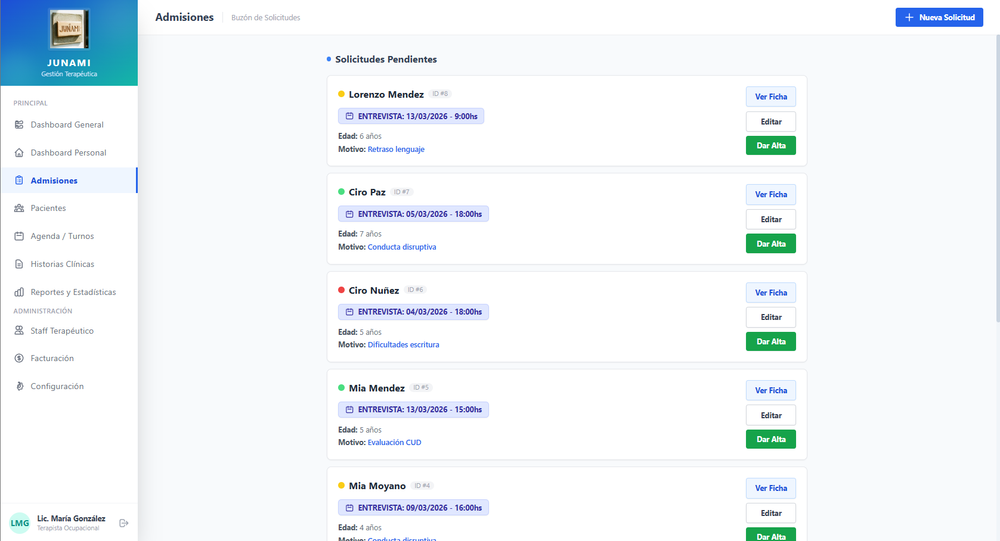 JUNAMI
JUNAMI
Gestión Terapéutica
PRINCIPAL
Dashboard General
Dashboard Personal
Admisiones
Pacientes
Agenda / Turnos
Historias Clínicas
Reportes y Estadísticas
ADMINISTRACIÓN
Staff Terapéutico
Facturación
Configuración
LMG
Lic. María González
Terapista Ocupacional
Admisiones
Buzón de Solicitudes
Nueva Solicitud
Solicitudes Pendientes
Lorenzo Mendez ID #8
ENTREVISTA: 13/03/2026 - 9:00hs
Edad: 6 años
Motivo: Retraso lenguaje
Ver Ficha
Editar
Dar Alta
Ciro Paz ID #7
ENTREVISTA: 05/03/2026 - 18:00hs
Edad: 7 años
Motivo: Conducta disruptiva
Ver Ficha
Editar
Dar Alta
Ciro Nuñez ID #6
ENTREVISTA: 04/03/2026 - 18:00hs
Edad: 5 años
Motivo: Dificultades escritura
Ver Ficha
Editar
Dar Alta
Mia Mendez ID #5
ENTREVISTA: 13/03/2026 - 15:00hs
Edad: 5 años
Motivo: Evaluación CUD
Ver Ficha
Editar
Dar Alta
Mia Moyano ID #4
ENTREVISTA: 09/03/2026 - 16:00hs
Edad: 4 años
Motivo: Conducta disruptiva
Ver Ficha
Editar
Dar Alta